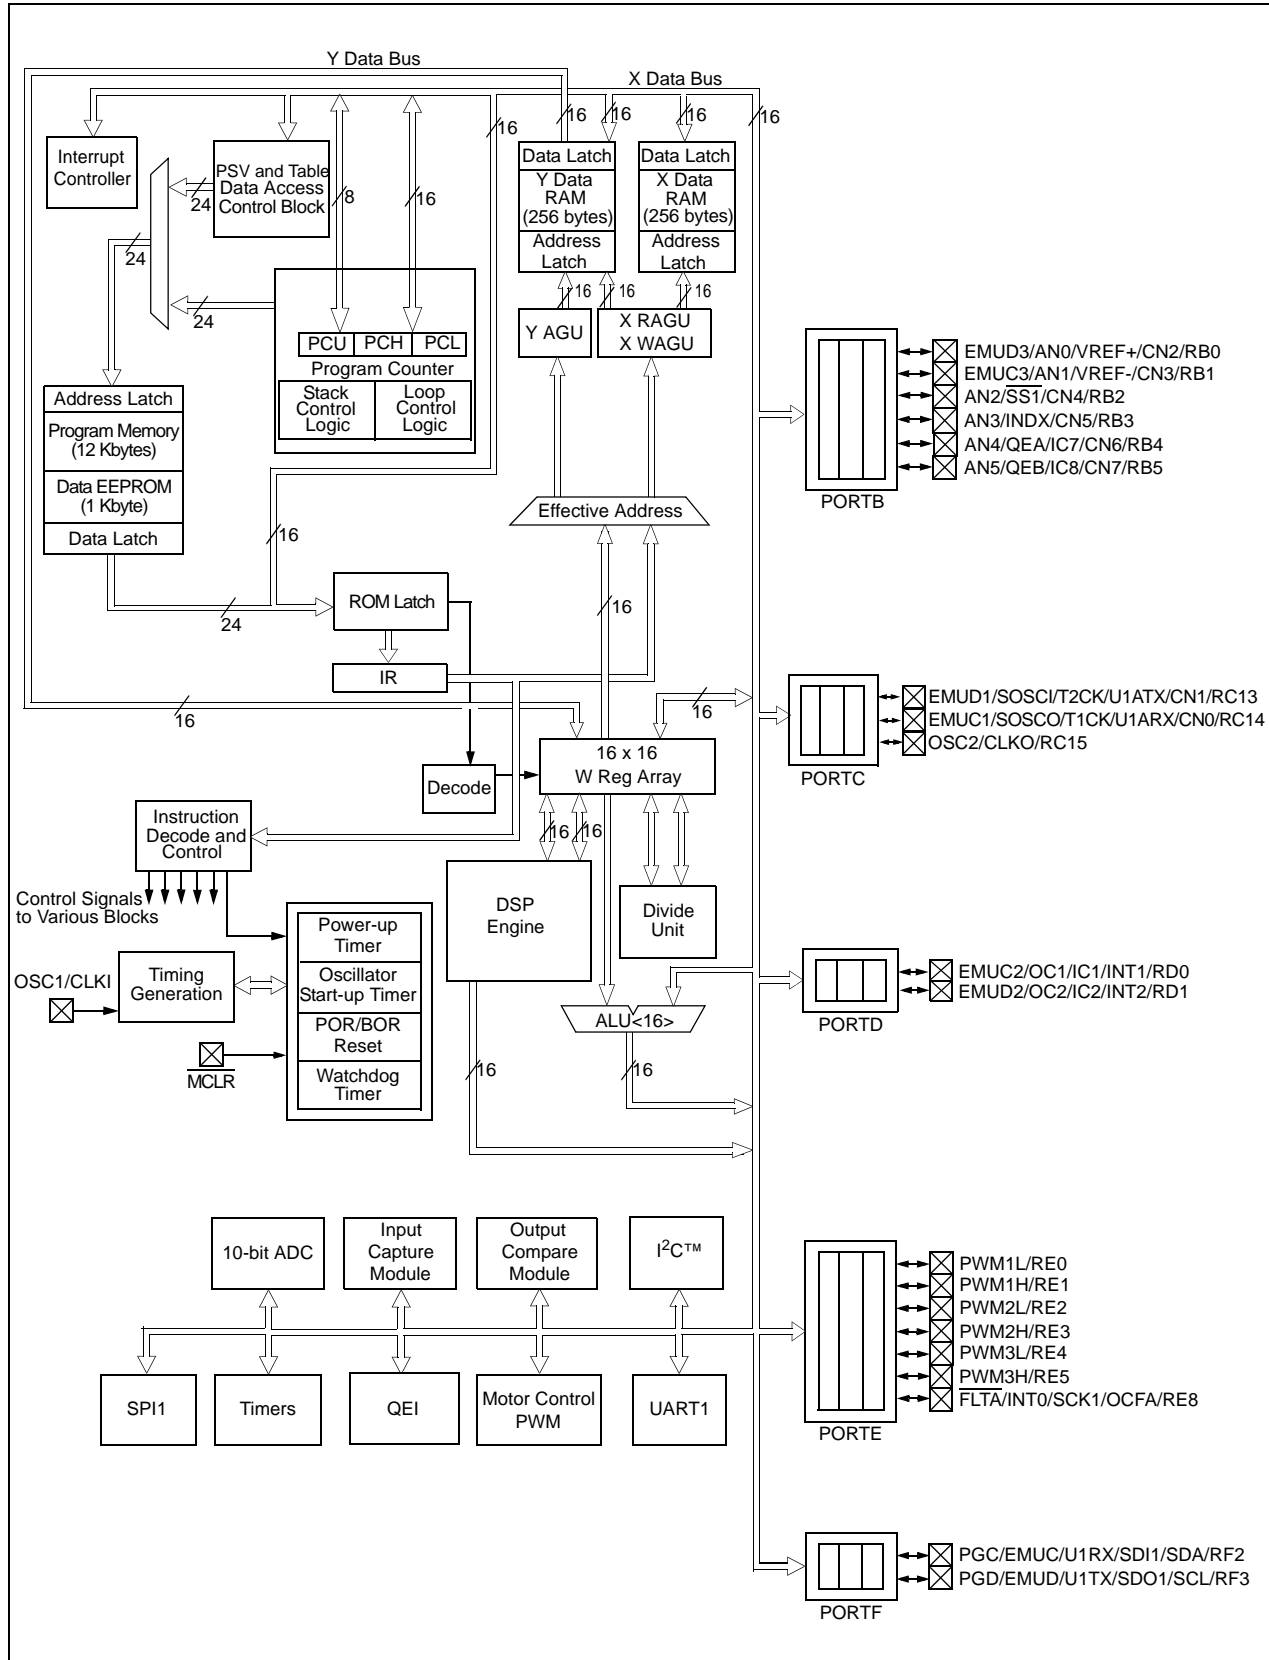 Y Data Bus
X Data Bus
16
16
16
16
16
Interrupt
Controller
PSV and Table
Data Access
Control Block
24
8
16
24
24
Data Latch
Y Data
RAM
(256 bytes)
Address
Latch
Data Latch
X Data
RAM
(256 bytes)
Address
Latch
16
16
16
Y AGU
X RAGU
X WAGU
PCU
PCH
PCL
Program Counter
Stack
Control
Logic
Loop
Control
Logic
Address Latch
Program Memory
(12 Kbytes)
Data EEPROM
(1 Kbyte)
Data Latch
16
24
Effective Address
16
ROM Latch
IR
16
16
16 x 16
W Reg Array
Decode
Instruction
Decode and
Control
Control Signals
to Various Blocks
16
16
DSP
Engine
Divide
Unit
Power-up
Timer
Oscillator
Start-up Timer
POR/BOR
Reset
Watchdog
Timer
OSC1/CLKI
Timing
Generation
MCLR
ALU<16>
16
16
EMUD3/AN0/VREF+/CN2/RB0
EMUC3/AN1/VREF-/CN3/RB1
AN2/SS1/CN4/RB2
AN3/INDX/CN5/RB3
AN4/QEA/IC7/CN6/RB4
AN5/QEB/IC8/CN7/RB5
PORTB
EMUD1/SOSCI/T2CK/U1ATX/CN1/RC13
EMUC1/SOSCO/T1CK/U1ARX/CN0/RC14
OSC2/CLKO/RC15
PORTC
EMUC2/OC1/IC1/INT1/RD0
EMUD2/OC2/IC2/INT2/RD1
PORTD
10-bit ADC
Input
Capture
Module
Output
Compare
Module
I²C™
SPI1
Timers
QEI
Motor Control
PWM
UART1
PWM1L/RE0
PWM1H/RE1
PWM2L/RE2
PWM2H/RE3
PWM3L/RE4
PWM3H/RE5
FLTA/INT0/SCK1/OCFA/RE8
PORTE
PGC/EMUC/U1RX/SDI1/SDA/RF2
PGD/EMUD/U1TX/SDO1/SCL/RF3
PORTF